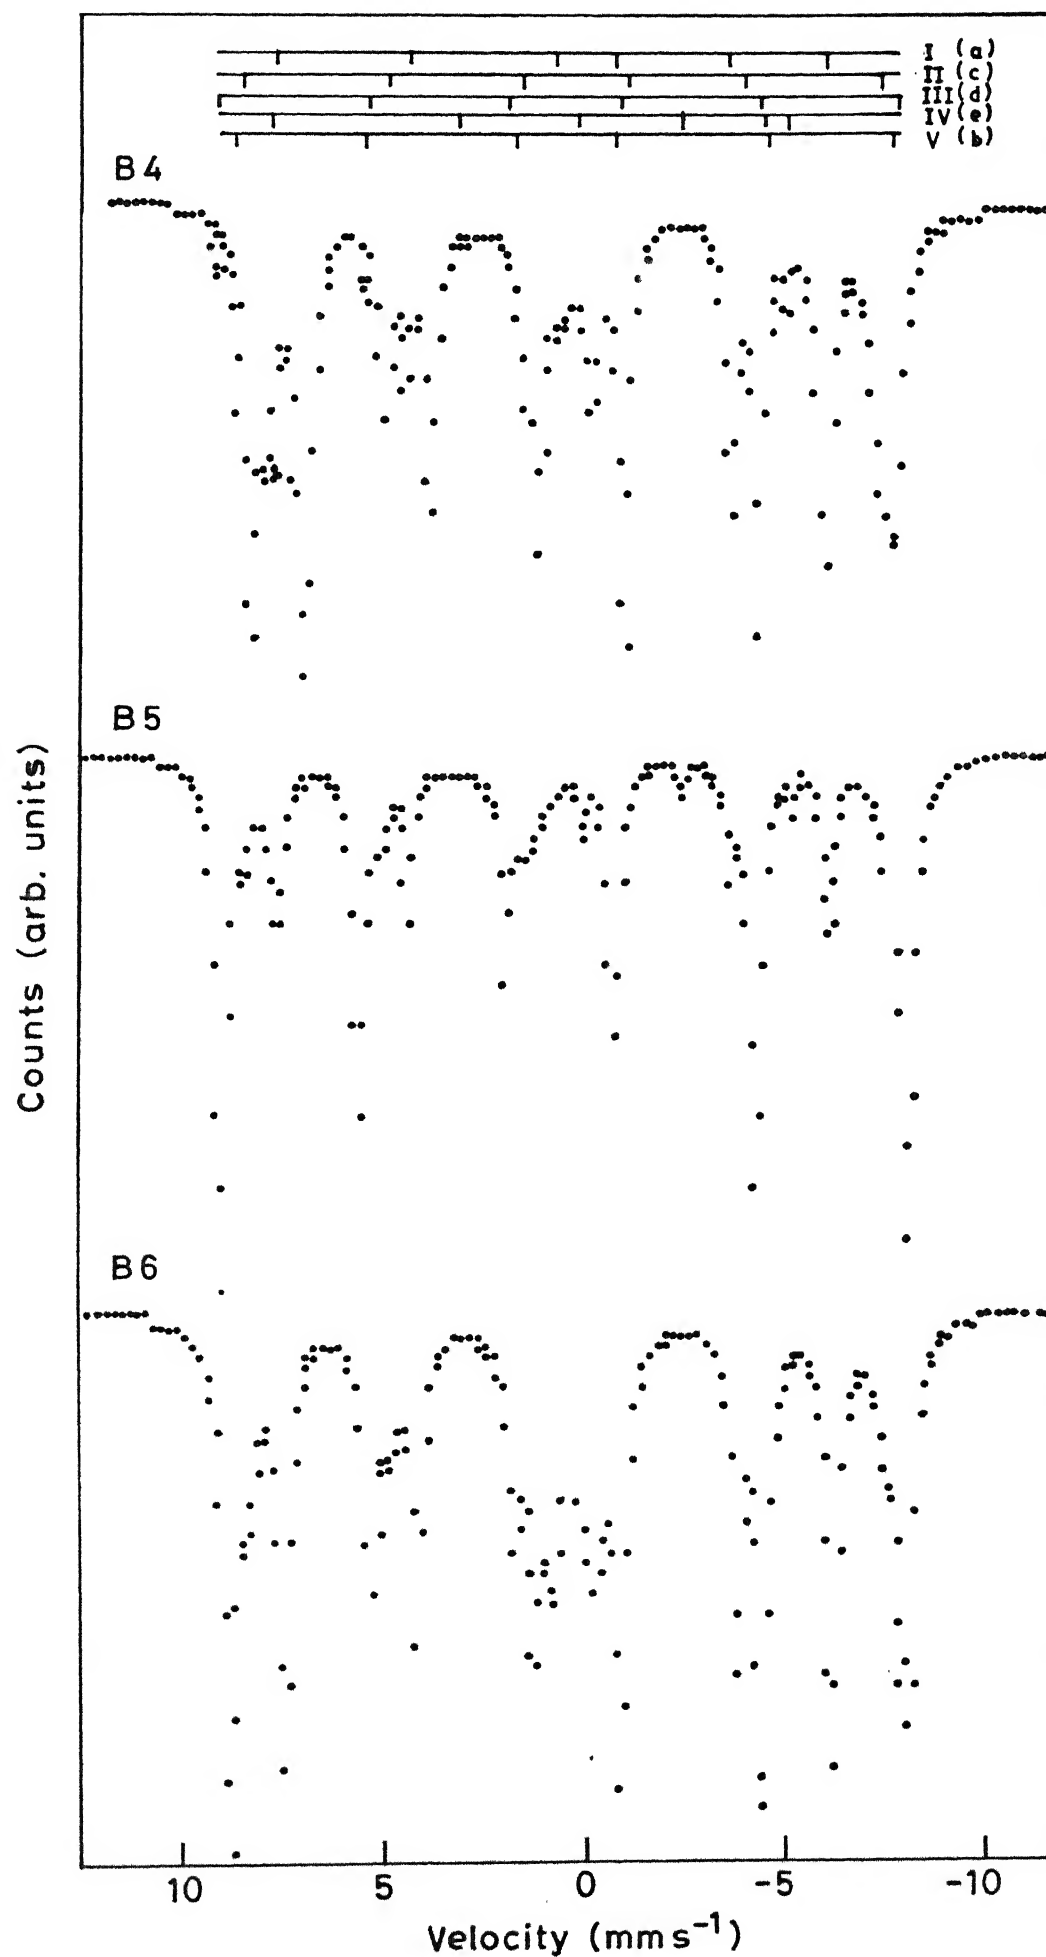 I (a)
II (c)
III (d)
IV (e)
V (b)
B4
B5
B6
Counts (arb. units)
10 5 0 -5 -10
Velocity (mm s⁻¹)